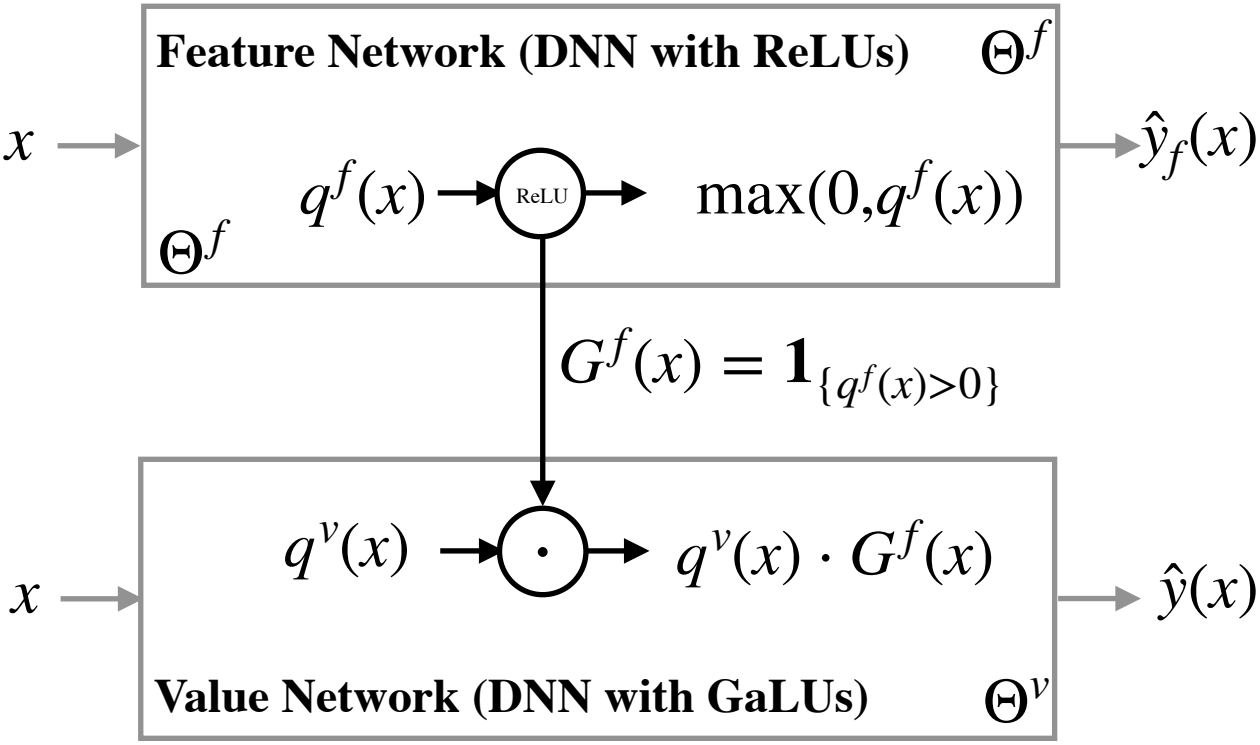 Feature Network (DNN with ReLUs) Θ^f
x ŷ_f(x)
q^f(x) ReLU max(0,q^f(x))
Θ^f
G^f(x) = 1_{q^f(x)>0}
q^v(x) · q^v(x) · G^f(x)
x ŷ(x)
Value Network (DNN with GaLUs) Θ^v